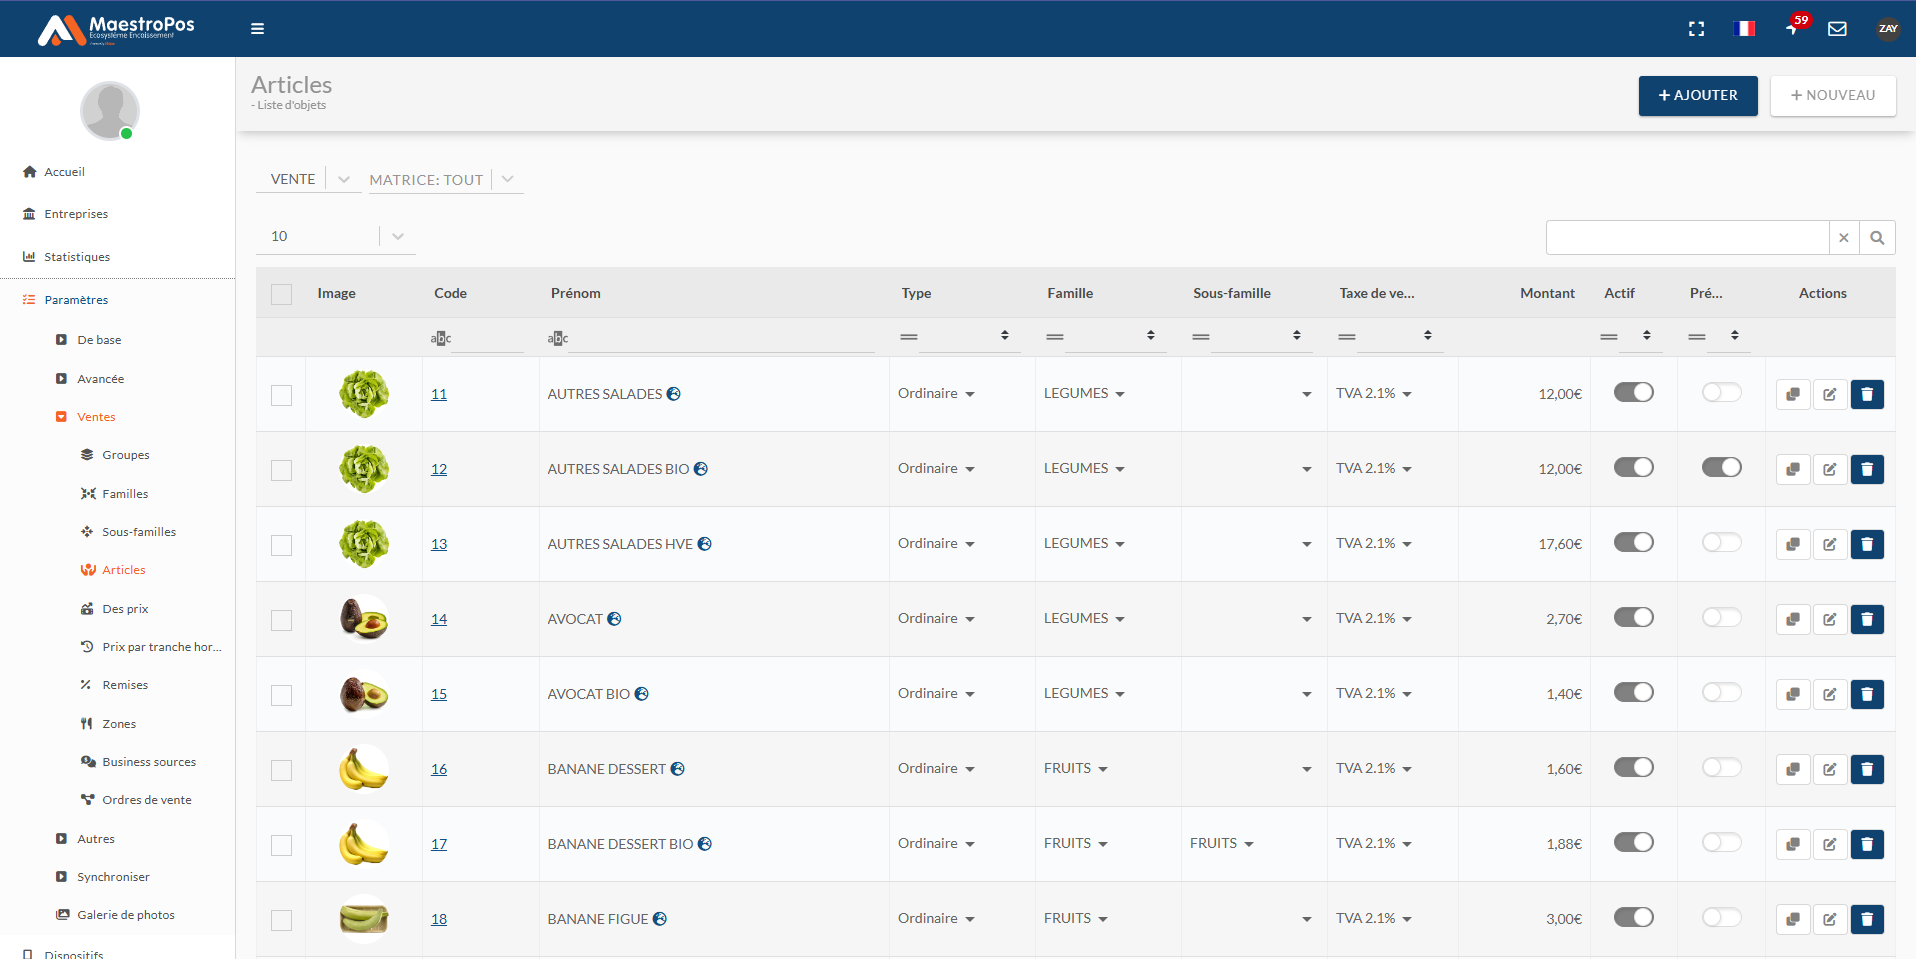 MaestroPos
Ecosystème Encaissement
59
ZAY
Articles
- Liste d'objets
+ AJOUTER
+ NOUVEAU
Accueil
Entreprises
Statistiques
Paramètres
De base
Avancée
Ventes
Groupes
Familles
Sous-familles
Articles
Des prix
Prix par tranche hor...
Remises
Zones
Business sources
Ordres de vente
Autres
Synchroniser
Galerie de photos
Dispositifs
VENTE
MATRICE: TOUT
10
Image Code Prénom Type Famille Sous-famille Taxe de ve... Montant Actif Pré... Actions
abc abc
11 AUTRES SALADES Ordinaire LEGUMES TVA 2.1% 12,00€
12 AUTRES SALADES BIO Ordinaire LEGUMES TVA 2.1% 12,00€
13 AUTRES SALADES HVE Ordinaire LEGUMES TVA 2.1% 17,60€
14 AVOCAT Ordinaire LEGUMES TVA 2.1% 2,70€
15 AVOCAT BIO Ordinaire LEGUMES TVA 2.1% 1,40€
16 BANANE DESSERT Ordinaire FRUITS TVA 2.1% 1,60€
17 BANANE DESSERT BIO Ordinaire FRUITS FRUITS TVA 2.1% 1,88€
18 BANANE FIGUE Ordinaire FRUITS TVA 2.1% 3,00€